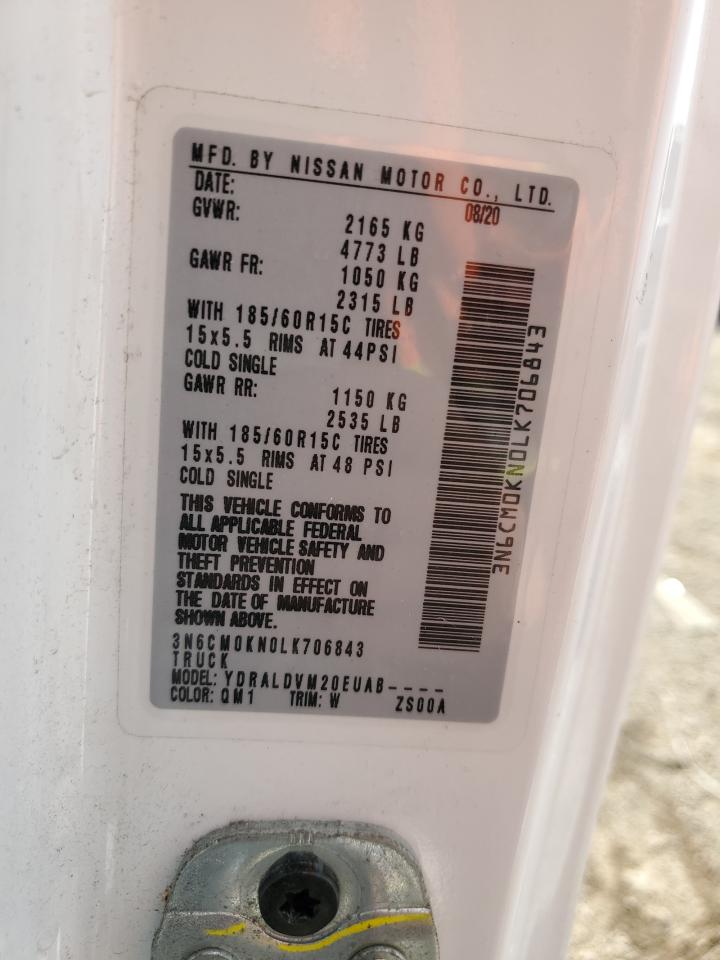 MFD. BY NISSAN MOTOR CO., LTD.
DATE: 08/20
GVWR: 2165 KG
4773 LB
GAWR FR: 1050 KG
2315 LB
WITH 185/60R15C TIRES
15x5.5 RIMS AT 44PSI
COLD SINGLE
GAWR RR: 1150 KG
2535 LB
WITH 185/60R15C TIRES
15x5.5 RIMS AT 48 PSI
COLD SINGLE
THIS VEHICLE CONFORMS TO
ALL APPLICABLE FEDERAL
MOTOR VEHICLE SAFETY AND
THEFT PREVENTION
STANDARDS IN EFFECT ON
THE DATE OF MANUFACTURE
SHOWN ABOVE.
3N6CM0KN0LK706843
TRUCK
MODEL: YDRALDVM20EUAB----
COLOR: QM1 TRIM: W ZS00A
3N6CM0KN0LK706843